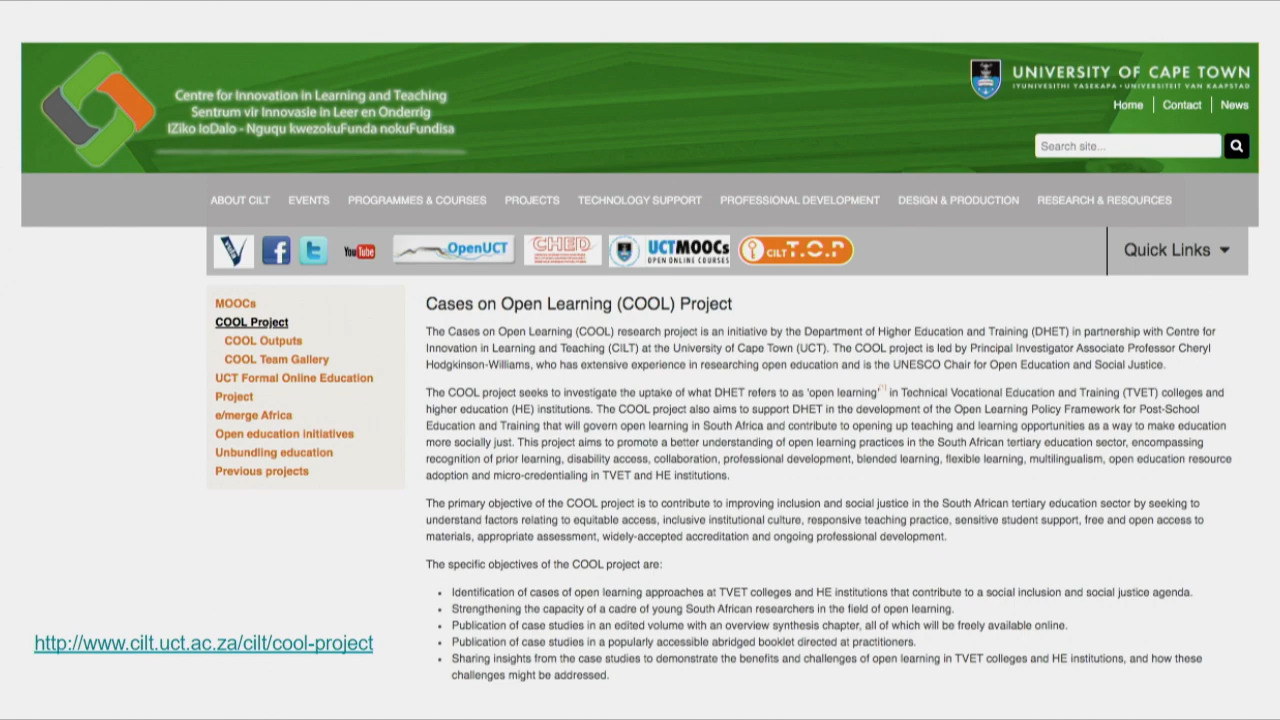 Centre for Innovation in Learning and Teaching
Sentrum vir Innovasie in Leer en Onderrig
IZiko loDalo - Nguqu kwezokuFunda nokuFundisa
UNIVERSITY OF CAPE TOWN
IYUNIVESITHI YASEKAPA • UNIVERSITEIT VAN KAAPSTAD
Home Contact News
Search site...
ABOUT CILT EVENTS PROGRAMMES & COURSES PROJECTS TECHNOLOGY SUPPORT PROFESSIONAL DEVELOPMENT DESIGN & PRODUCTION RESEARCH & RESOURCES
YouTube OpenUCT CHED UCTMOOCs CILT T.O.P
OPEN ONLINE COURSES
Quick Links
MOOCs
COOL Project
COOL Outputs
COOL Team Gallery
UCT Formal Online Education
Project
e/merge Africa
Open education initiatives
Unbundling education
Previous projects
Cases on Open Learning (COOL) Project
The Cases on Open Learning (COOL) research project is an initiative by the Department of Higher Education and Training (DHET) in partnership with Centre for
Innovation in Learning and Teaching (CILT) at the University of Cape Town (UCT). The COOL project is led by Principal Investigator Associate Professor Cheryl
Hodgkinson-Williams, who has extensive experience in researching open education and is the UNESCO Chair for Open Education and Social Justice.
The COOL project seeks to investigate the uptake of what DHET refers to as 'open learning'[1] in Technical Vocational Education and Training (TVET) colleges and
higher education (HE) institutions. The COOL project also aims to support DHET in the development of the Open Learning Policy Framework for Post-School
Education and Training that will govern open learning in South Africa and contribute to opening up teaching and learning opportunities as a way to make education
more socially just. This project aims to promote a better understanding of open learning practices in the South African tertiary education sector, encompassing
recognition of prior learning, disability access, collaboration, professional development, blended learning, flexible learning, multilingualism, open education resource
adoption and micro-credentialing in TVET and HE institutions.
The primary objective of the COOL project is to contribute to improving inclusion and social justice in the South African tertiary education sector by seeking to
understand factors relating to equitable access, inclusive institutional culture, responsive teaching practice, sensitive student support, free and open access to
materials, appropriate assessment, widely-accepted accreditation and ongoing professional development.
The specific objectives of the COOL project are:
• Identification of cases of open learning approaches at TVET colleges and HE institutions that contribute to a social inclusion and social justice agenda.
• Strengthening the capacity of a cadre of young South African researchers in the field of open learning.
• Publication of case studies in an edited volume with an overview synthesis chapter, all of which will be freely available online.
• Publication of case studies in a popularly accessible abridged booklet directed at practitioners.
• Sharing insights from the case studies to demonstrate the benefits and challenges of open learning in TVET colleges and HE institutions, and how these
challenges might be addressed.
http://www.cilt.uct.ac.za/cilt/cool-project